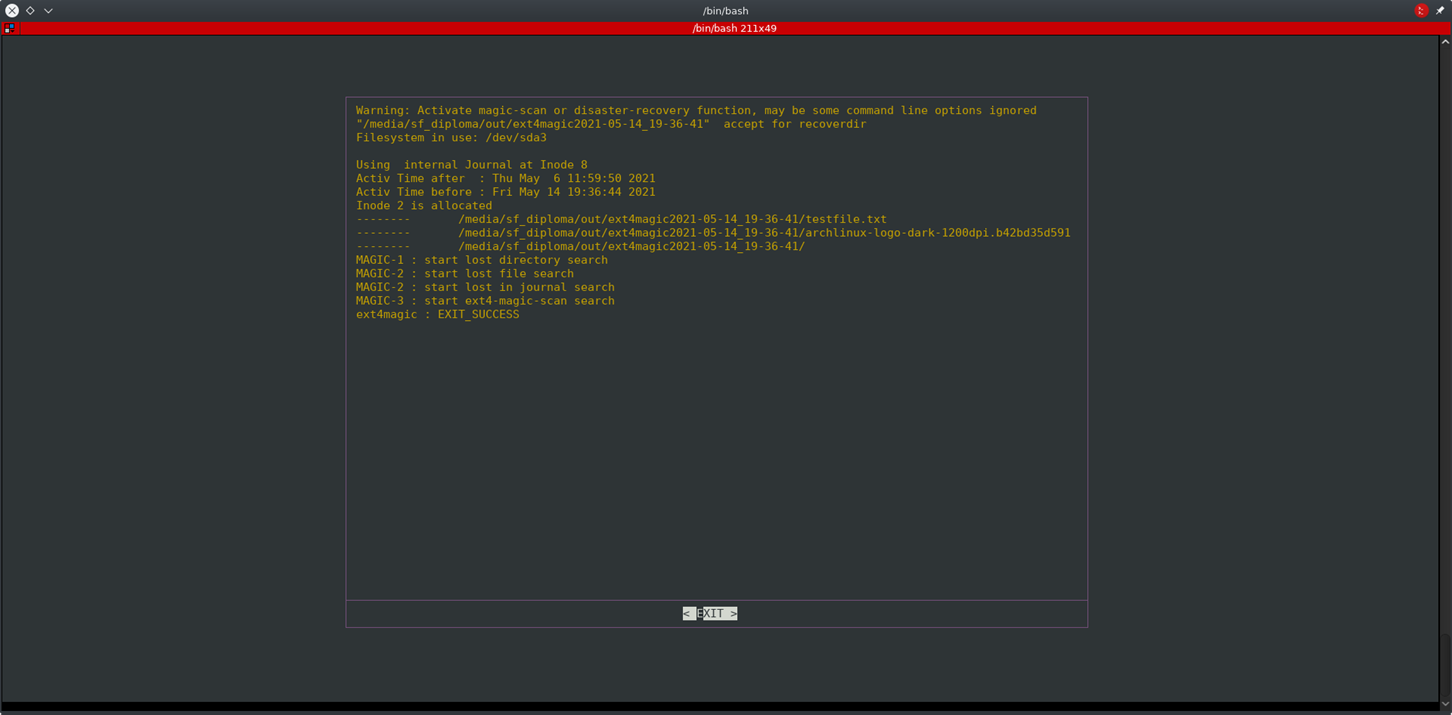 /bin/bash
/bin/bash 211x49
Warning: Activate magic-scan or disaster-recovery function, may be some command line options ignored
"/media/sf_diploma/out/ext4magic2021-05-14_19-36-41"  accept for recoverdir
Filesystem in use: /dev/sda3
Using  internal Journal at Inode 8
Activ Time after  : Thu May  6 11:59:50 2021
Activ Time before : Fri May 14 19:36:44 2021
Inode 2 is allocated
--------       /media/sf_diploma/out/ext4magic2021-05-14_19-36-41/testfile.txt
--------       /media/sf_diploma/out/ext4magic2021-05-14_19-36-41/archlinux-logo-dark-1200dpi.b42bd35d591
--------       /media/sf_diploma/out/ext4magic2021-05-14_19-36-41/
MAGIC-1 : start lost directory search
MAGIC-2 : start lost file search
MAGIC-2 : start lost in journal search
MAGIC-3 : start ext4-magic-scan search
ext4magic : EXIT_SUCCESS
< EXIT >